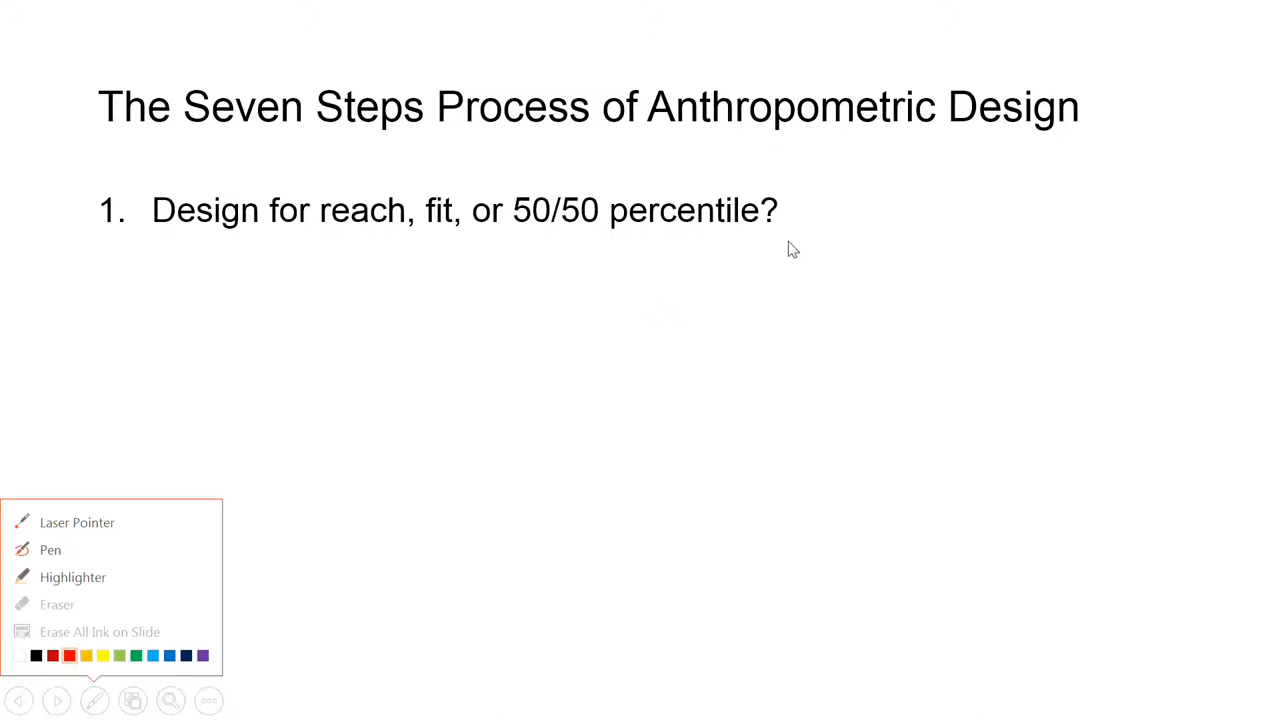 The Seven Steps Process of Anthropometric Design
1. Design for reach, fit, or 50/50 percentile?
Laser Pointer
Pen
Highlighter
Eraser
Erase All Ink on Slide